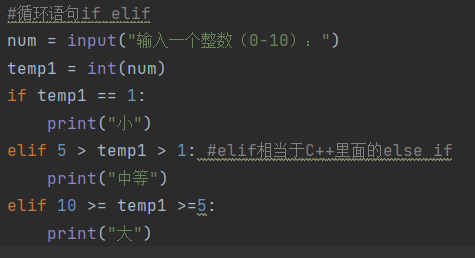 #循环语句if elif
num = input("输入一个整数（0-10）：")
temp1 = int(num)
if temp1 == 1:
    print("小")
elif 5 > temp1 > 1: #elif相当于C++里面的else if
    print("中等")
elif 10 >= temp1 >=5:
    print("大")